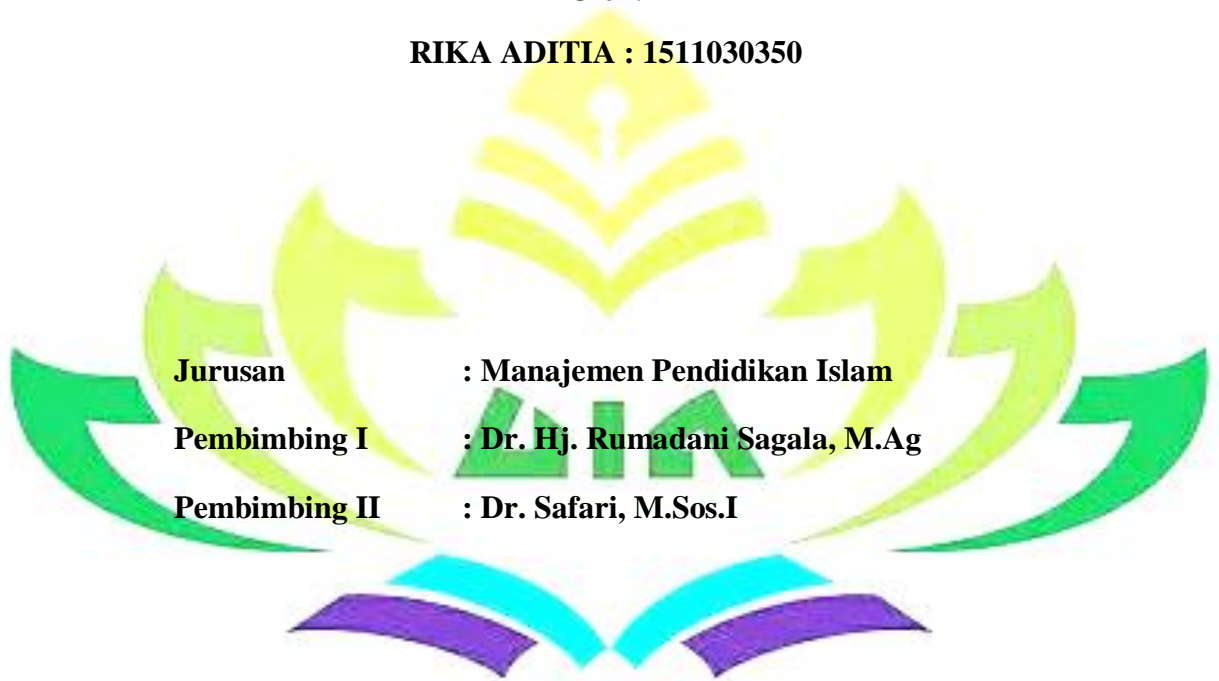 RIKA ADITIA : 1511030350
Jurusan : Manajemen Pendidikan Islam
Pembimbing I : Dr. Hj. Rumadani Sagala, M.Ag
Pembimbing II : Dr. Safari, M.Sos.I